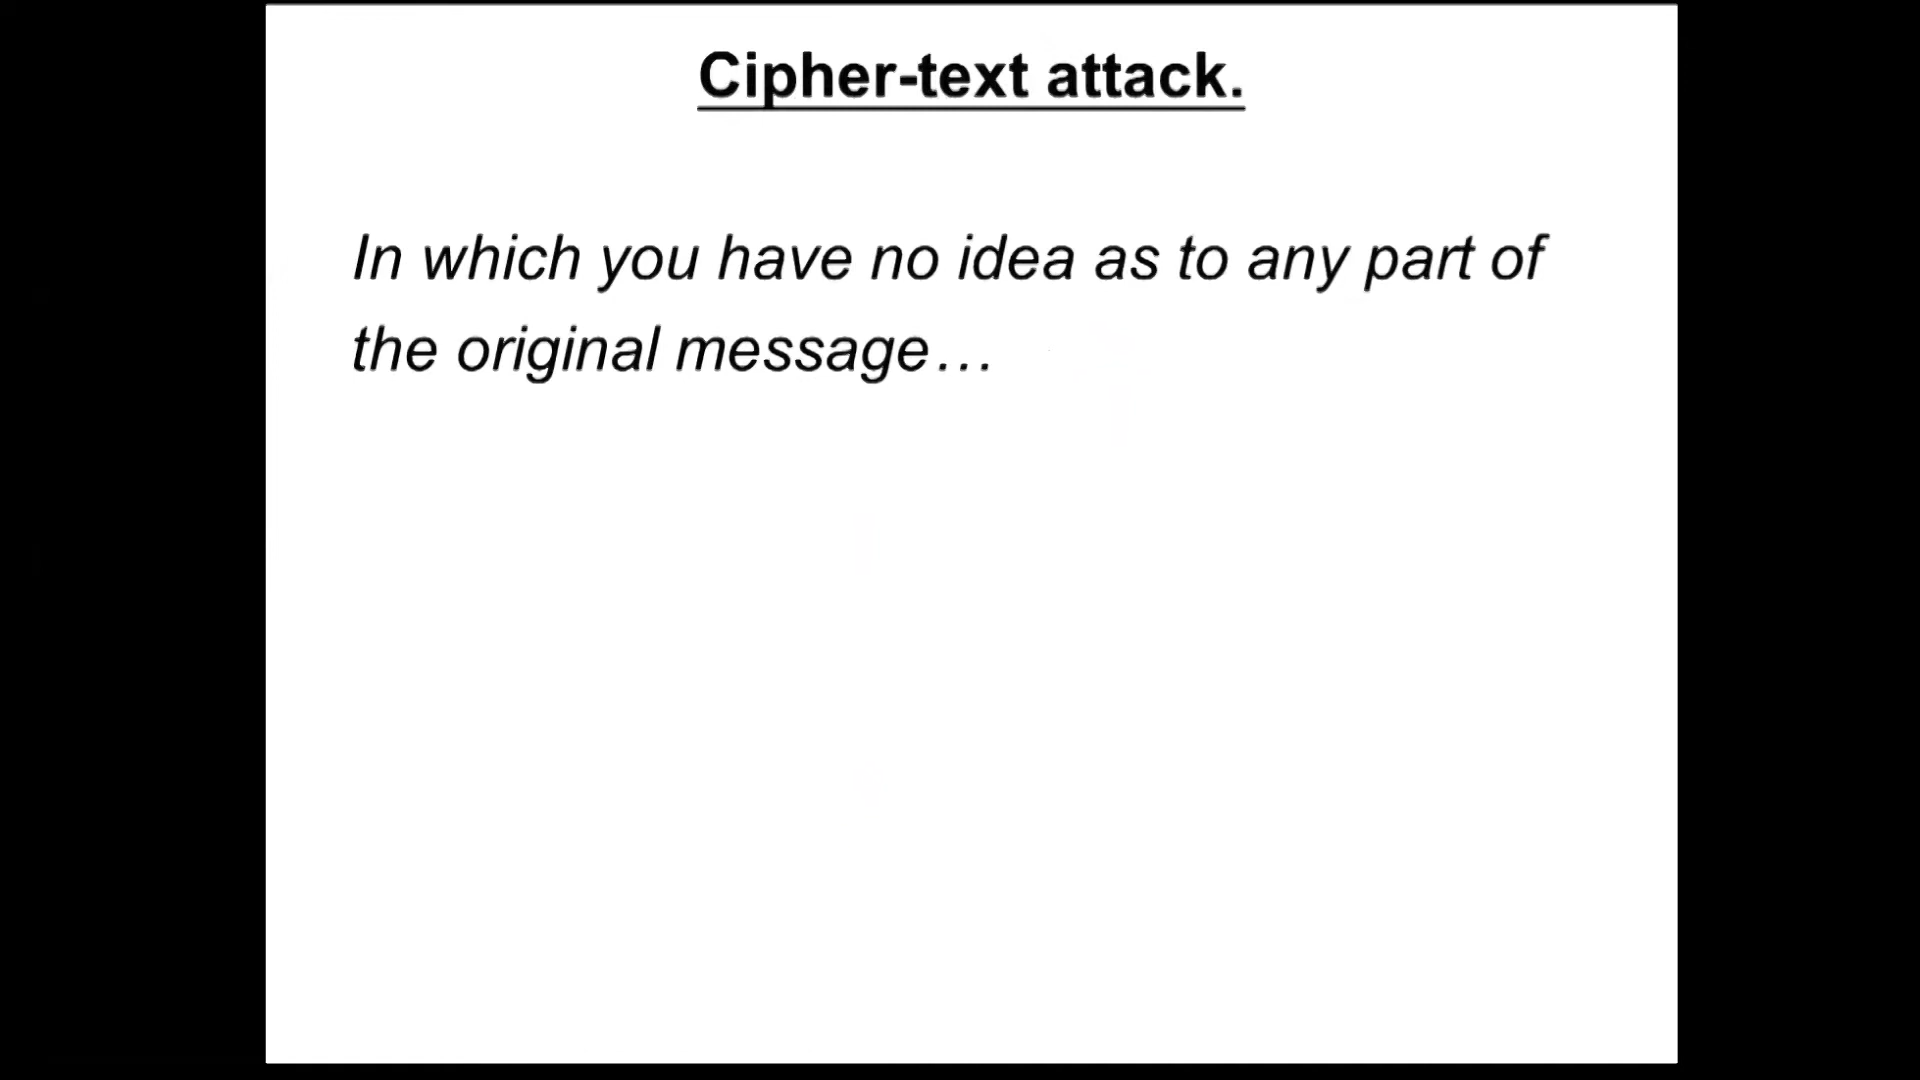 Cipher-text attack.
In which you have no idea as to any part of
the original message…